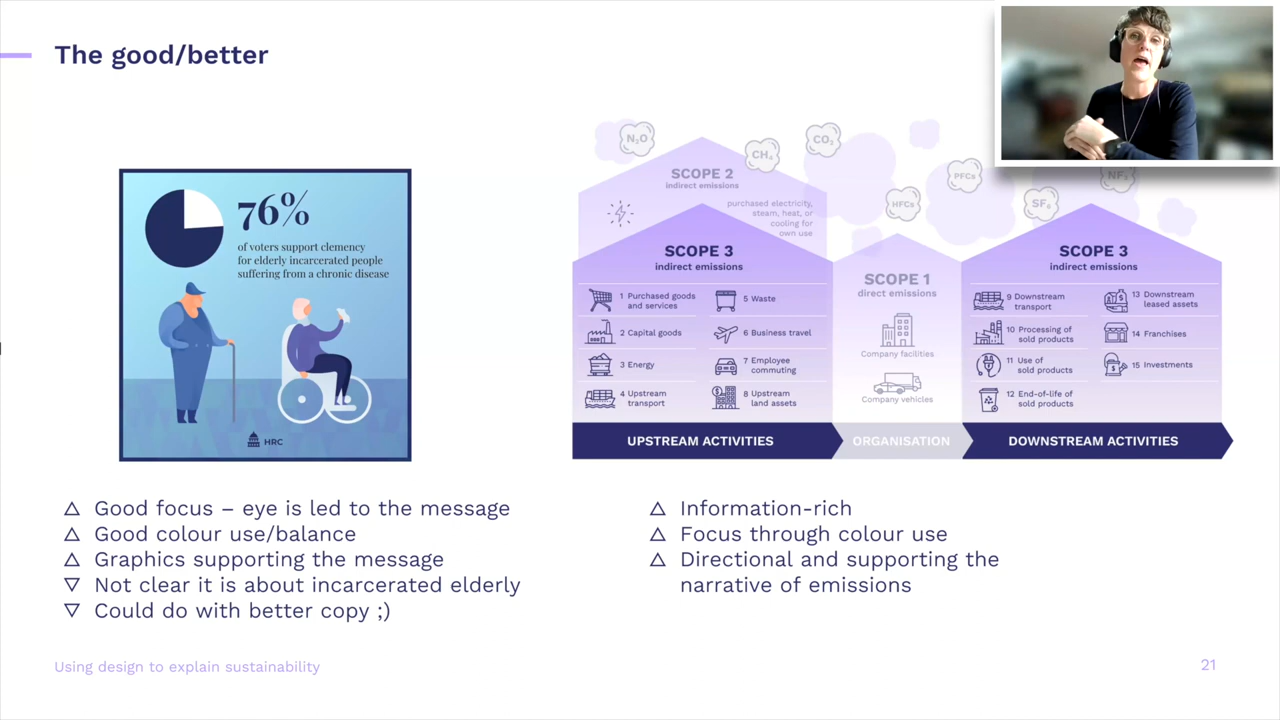 The good/better
76%
of voters support clemency
for elderly incarcerated people
suffering from a chronic disease
HRC
N₂O
CH₄
CO₂
HFCs
PFCs
SF₆
NF₃
SCOPE 2
indirect emissions
purchased electricity,
steam, heat, or
cooling for
own use
SCOPE 3
indirect emissions
1 Purchased goods
and services
2 Capital goods
3 Energy
4 Upstream
transport
5 Waste
6 Business travel
7 Employee
commuting
8 Upstream
land assets
SCOPE 1
direct emissions
Company facilities
Company vehicles
SCOPE 3
indirect emissions
9 Downstream
transport
10 Processing of
sold products
11 Use of
sold products
12 End-of-life of
sold products
13 Downstream
leased assets
14 Franchises
15 Investments
UPSTREAM ACTIVITIES
ORGANISATION
DOWNSTREAM ACTIVITIES
△ Good focus – eye is led to the message
△ Good colour use/balance
△ Graphics supporting the message
▽ Not clear it is about incarcerated elderly
▽ Could do with better copy ;)
△ Information-rich
△ Focus through colour use
△ Directional and supporting the
narrative of emissions
Using design to explain sustainability
21